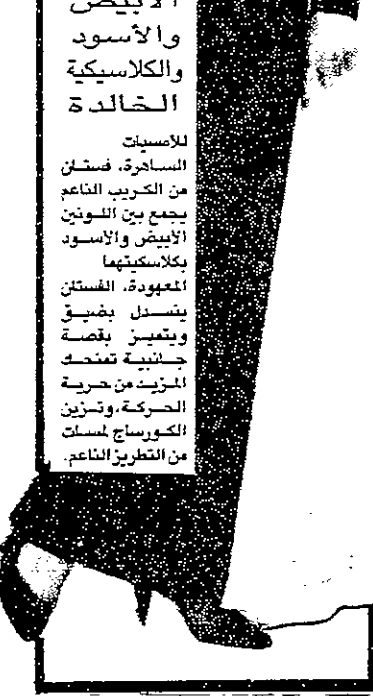 الأبيض
والأسود
والكلاسيكية
الخالدة
للأمسيات
الساهرة، فستان
من الكريب الناعم
يجمع بين اللونين
الأبيض والأسود
بكلاسيكيتهما
المعهودة، الفستان
ينسدل بضيق
ويتميز بقصة
جانبية تمنحك
المزيد من حرية
الحركة، وتزين
الكورساج لمسات
من التطريز الناعم.